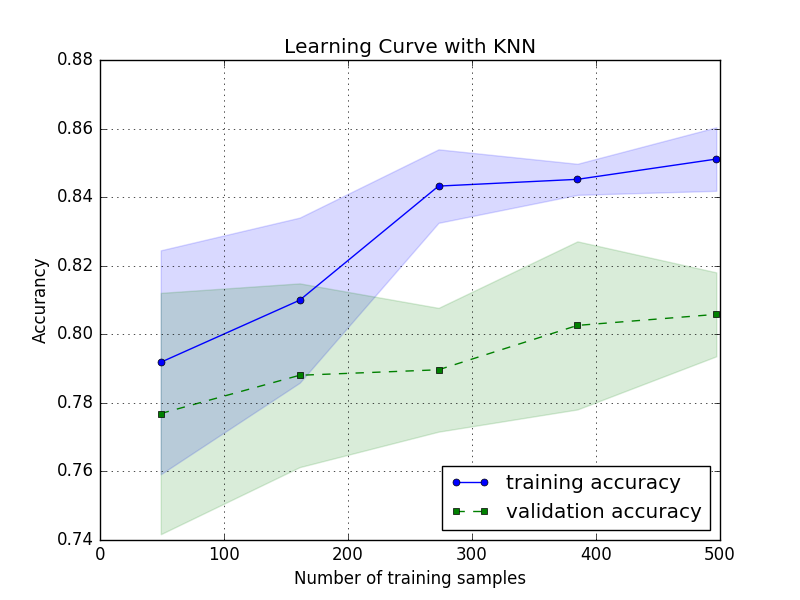 Learning Curve with KNN
0.88
0.86
0.84
0.82
0.80
0.78
0.76
0.74
Accurancy
training accuracy
validation accuracy
0 100 200 300 400 500
Number of training samples